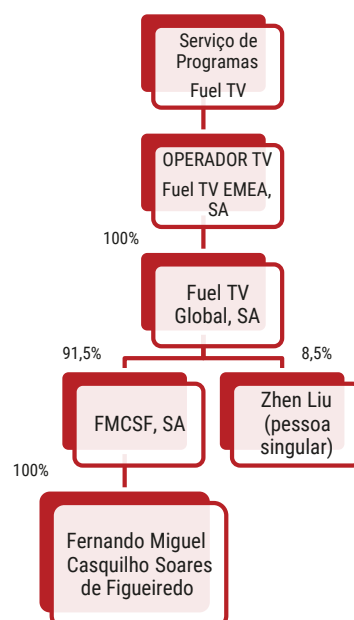 Serviço de
Programas
Fuel TV
OPERADOR TV
Fuel TV EMEA,
SA
100%
Fuel TV
Global, SA
91,5%
8,5%
FMCSF, SA
Zhen Liu
(pessoa
singular)
100%
Fernando Miguel
Casquilho Soares
de Figueiredo